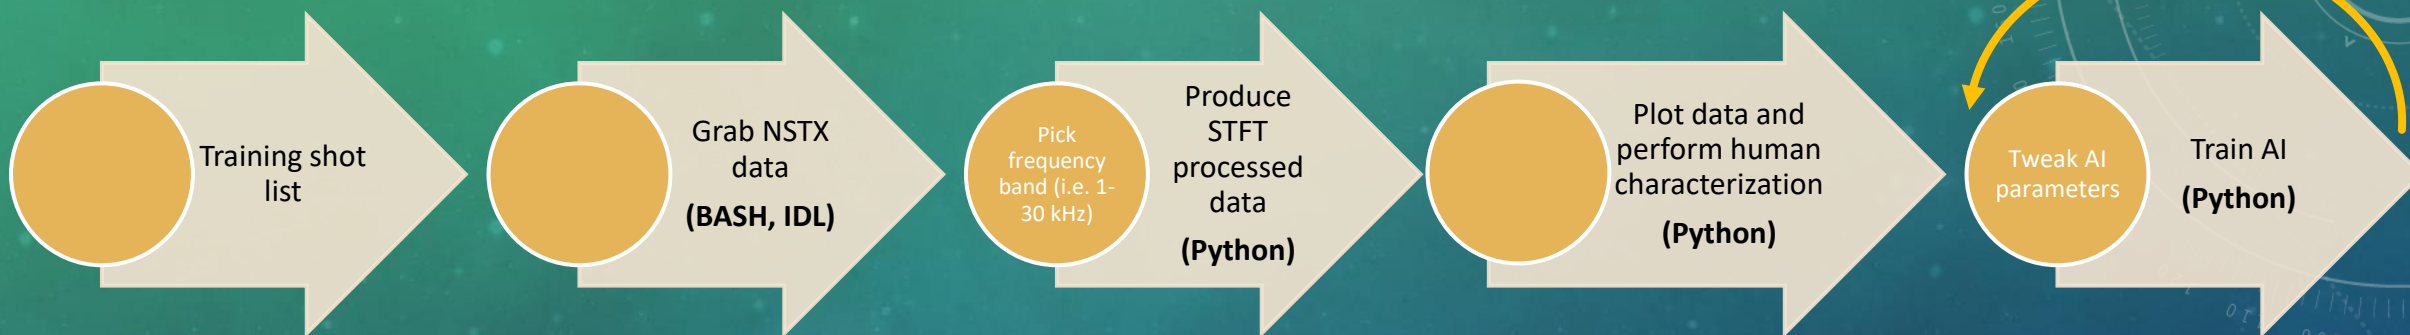 Training shot
list
Grab NSTX
data
(BASH, IDL)
Pick
frequency
band (i.e. 1-
30 kHz)
Produce
STFT
processed
data
(Python)
Plot data and
perform human
characterization
(Python)
Tweak AI
parameters
Train AI
(Python)